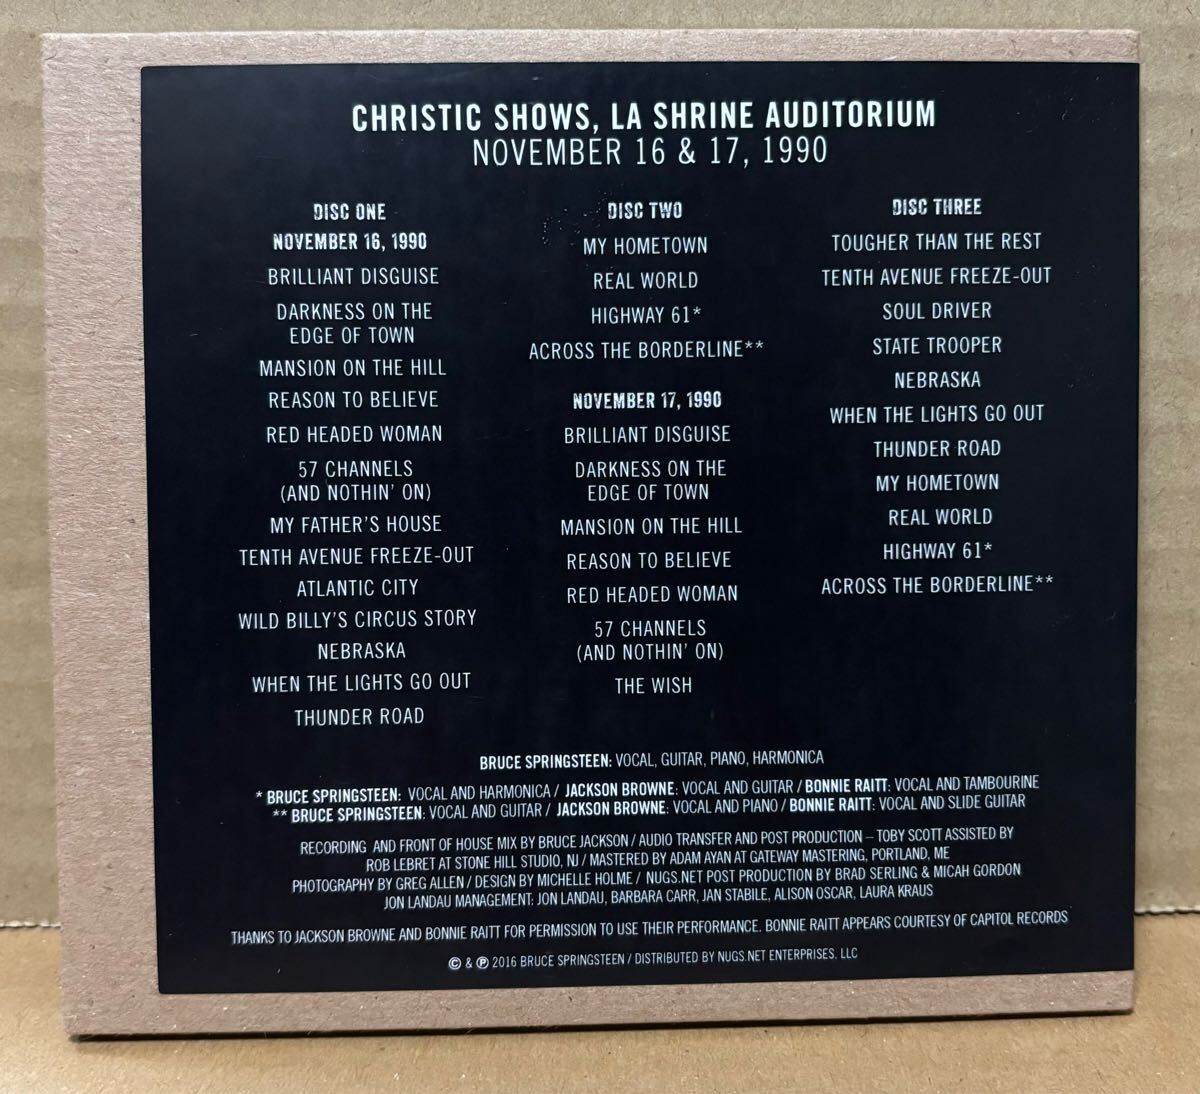 CHRISTIC SHOWS, LA SHRINE AUDITORIUM
NOVEMBER 16 & 17, 1990
DISC ONE
NOVEMBER 16, 1990
BRILLIANT DISGUISE
DARKNESS ON THE
EDGE OF TOWN
MANSION ON THE HILL
REASON TO BELIEVE
RED HEADED WOMAN
57 CHANNELS
(AND NOTHIN' ON)
MY FATHER'S HOUSE
TENTH AVENUE FREEZE-OUT
ATLANTIC CITY
WILD BILLY'S CIRCUS STORY
NEBRASKA
WHEN THE LIGHTS GO OUT
THUNDER ROAD
DISC TWO
MY HOMETOWN
REAL WORLD
HIGHWAY 61*
ACROSS THE BORDERLINE**
NOVEMBER 17, 1990
BRILLIANT DISGUISE
DARKNESS ON THE
EDGE OF TOWN
MANSION ON THE HILL
REASON TO BELIEVE
RED HEADED WOMAN
57 CHANNELS
(AND NOTHIN' ON)
THE WISH
DISC THREE
TOUGHER THAN THE REST
TENTH AVENUE FREEZE-OUT
SOUL DRIVER
STATE TROOPER
NEBRASKA
WHEN THE LIGHTS GO OUT
THUNDER ROAD
MY HOMETOWN
REAL WORLD
HIGHWAY 61*
ACROSS THE BORDERLINE**
BRUCE SPRINGSTEEN: VOCAL, GUITAR, PIANO, HARMONICA
* BRUCE SPRINGSTEEN: VOCAL AND HARMONICA / JACKSON BROWNE: VOCAL AND GUITAR / BONNIE RAITT: VOCAL AND TAMBOURINE
** BRUCE SPRINGSTEEN: VOCAL AND GUITAR / JACKSON BROWNE: VOCAL AND PIANO / BONNIE RAITT: VOCAL AND SLIDE GUITAR
RECORDING AND FRONT OF HOUSE MIX BY BRUCE JACKSON / AUDIO TRANSFER AND POST PRODUCTION – TOBY SCOTT ASSISTED BY
ROB LEBRET AT STONE HILL STUDIO, NJ / MASTERED BY ADAM AYAN AT GATEWAY MASTERING, PORTLAND, ME
PHOTOGRAPHY BY GREG ALLEN / DESIGN BY MICHELLE HOLME / NUGS.NET POST PRODUCTION BY BRAD SERLING & MICAH GORDON
JON LANDAU MANAGEMENT: JON LANDAU, BARBARA CARR, JAN STABILE, ALISON OSCAR, LAURA KRAUS
THANKS TO JACKSON BROWNE AND BONNIE RAITT FOR PERMISSION TO USE THEIR PERFORMANCE. BONNIE RAITT APPEARS COURTESY OF CAPITOL RECORDS
© & ℗ 2016 BRUCE SPRINGSTEEN / DISTRIBUTED BY NUGS.NET ENTERPRISES, LLC